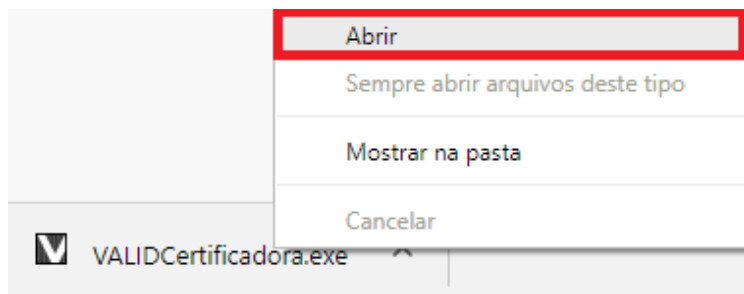 Abrir
Sempre abrir arquivos deste tipo
Mostrar na pasta
Cancelar
VALIDCertificadora.exe